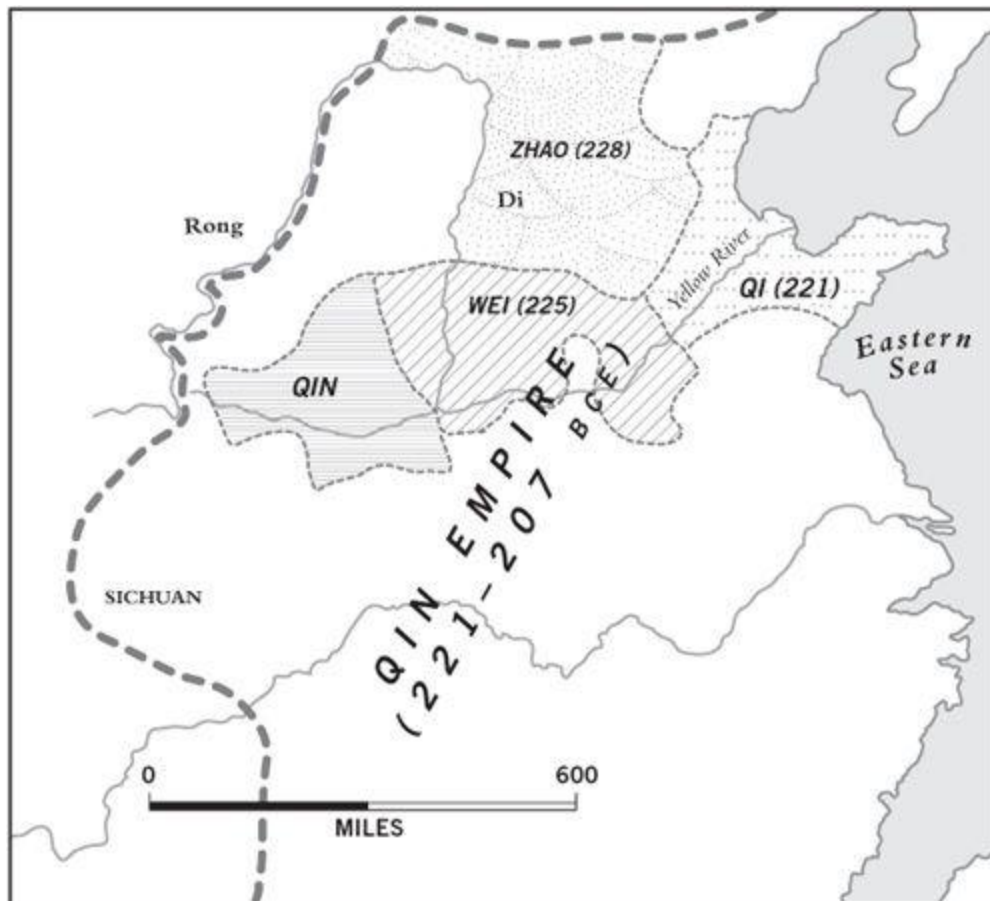 ZHAO (228)
Di
Rong
Yellow River
QI (221)
WEI (225)
Eastern
Sea
QIN
QIN EMPIRE
(221–207 BCE)
SICHUAN
0 600
MILES